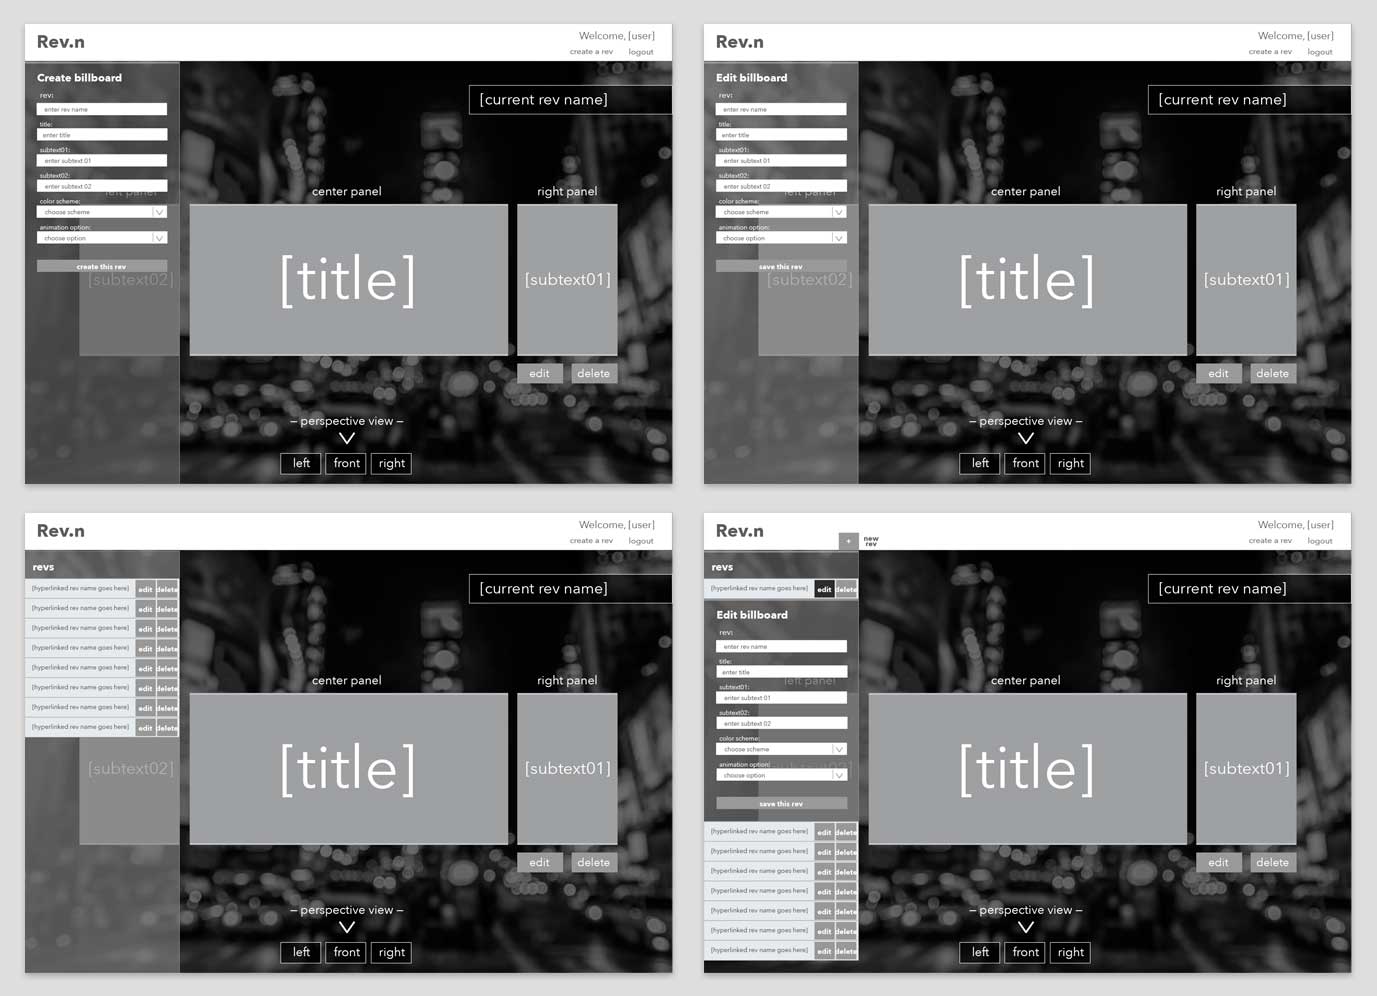 Rev.n
Welcome, [user]
create a rev logout
Create billboard
rev:
enter rev name
title:
enter title
subtext01:
enter subtext 01
subtext02:
enter subtext 02
left panel
color scheme:
choose scheme
animation option:
choose option
create this rev
[subtext02]
[current rev name]
center panel
right panel
[title]
[subtext01]
edit delete
– perspective view –
left front right
Rev.n
Welcome, [user]
create a rev logout
Edit billboard
rev:
enter rev name
title:
enter title
subtext01:
enter subtext 01
subtext02:
enter subtext 02
left panel
color scheme:
choose scheme
animation option:
choose option
save this rev
[subtext02]
[current rev name]
center panel
right panel
[title]
[subtext01]
edit delete
– perspective view –
left front right
Rev.n
Welcome, [user]
create a rev logout
revs
[hyperlinked rev name goes here] edit delete
[hyperlinked rev name goes here] edit delete
[hyperlinked rev name goes here] edit delete
[hyperlinked rev name goes here] edit delete
[hyperlinked rev name goes here] edit delete
[hyperlinked rev name goes here] edit delete
[hyperlinked rev name goes here] edit delete
[hyperlinked rev name goes here] edit delete
[subtext02]
[current rev name]
center panel
right panel
[title]
[subtext01]
edit delete
– perspective view –
left front right
Rev.n
Welcome, [user]
create a rev logout
+ new
rev
revs
[hyperlinked rev name goes here] edit delete
Edit billboard
rev:
enter rev name
title:
enter title
left panel
subtext01:
enter subtext 01
subtext02:
enter subtext 02
color scheme:
choose scheme
animation option:
[subtext02]
choose option
save this rev
[hyperlinked rev name goes here] edit delete
[hyperlinked rev name goes here] edit delete
[hyperlinked rev name goes here] edit delete
[hyperlinked rev name goes here] edit delete
[hyperlinked rev name goes here] edit delete
[hyperlinked rev name goes here] edit delete
[hyperlinked rev name goes here] edit delete
[current rev name]
center panel
right panel
[title]
[subtext01]
edit delete
– perspective view –
left front right